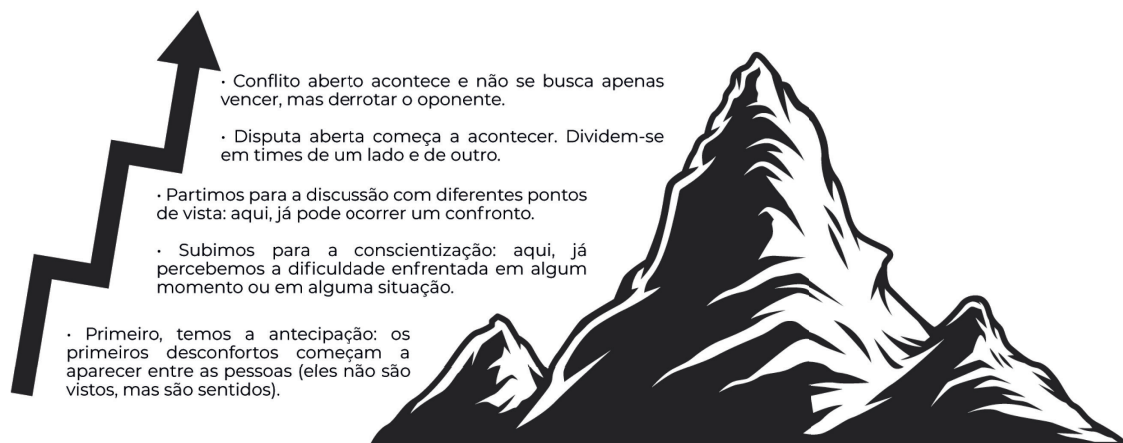 · Conflito aberto acontece e não se busca apenas
vencer, mas derrotar o oponente.
· Disputa aberta começa a acontecer. Dividem-se
em times de um lado e de outro.
· Partimos para a discussão com diferentes pontos
de vista: aqui, já pode ocorrer um confronto.
· Subimos para a conscientização: aqui, já
percebemos a dificuldade enfrentada em algum
momento ou em alguma situação.
· Primeiro, temos a antecipação: os
primeiros desconfortos começam a
aparecer entre as pessoas (eles não são
vistos, mas são sentidos).